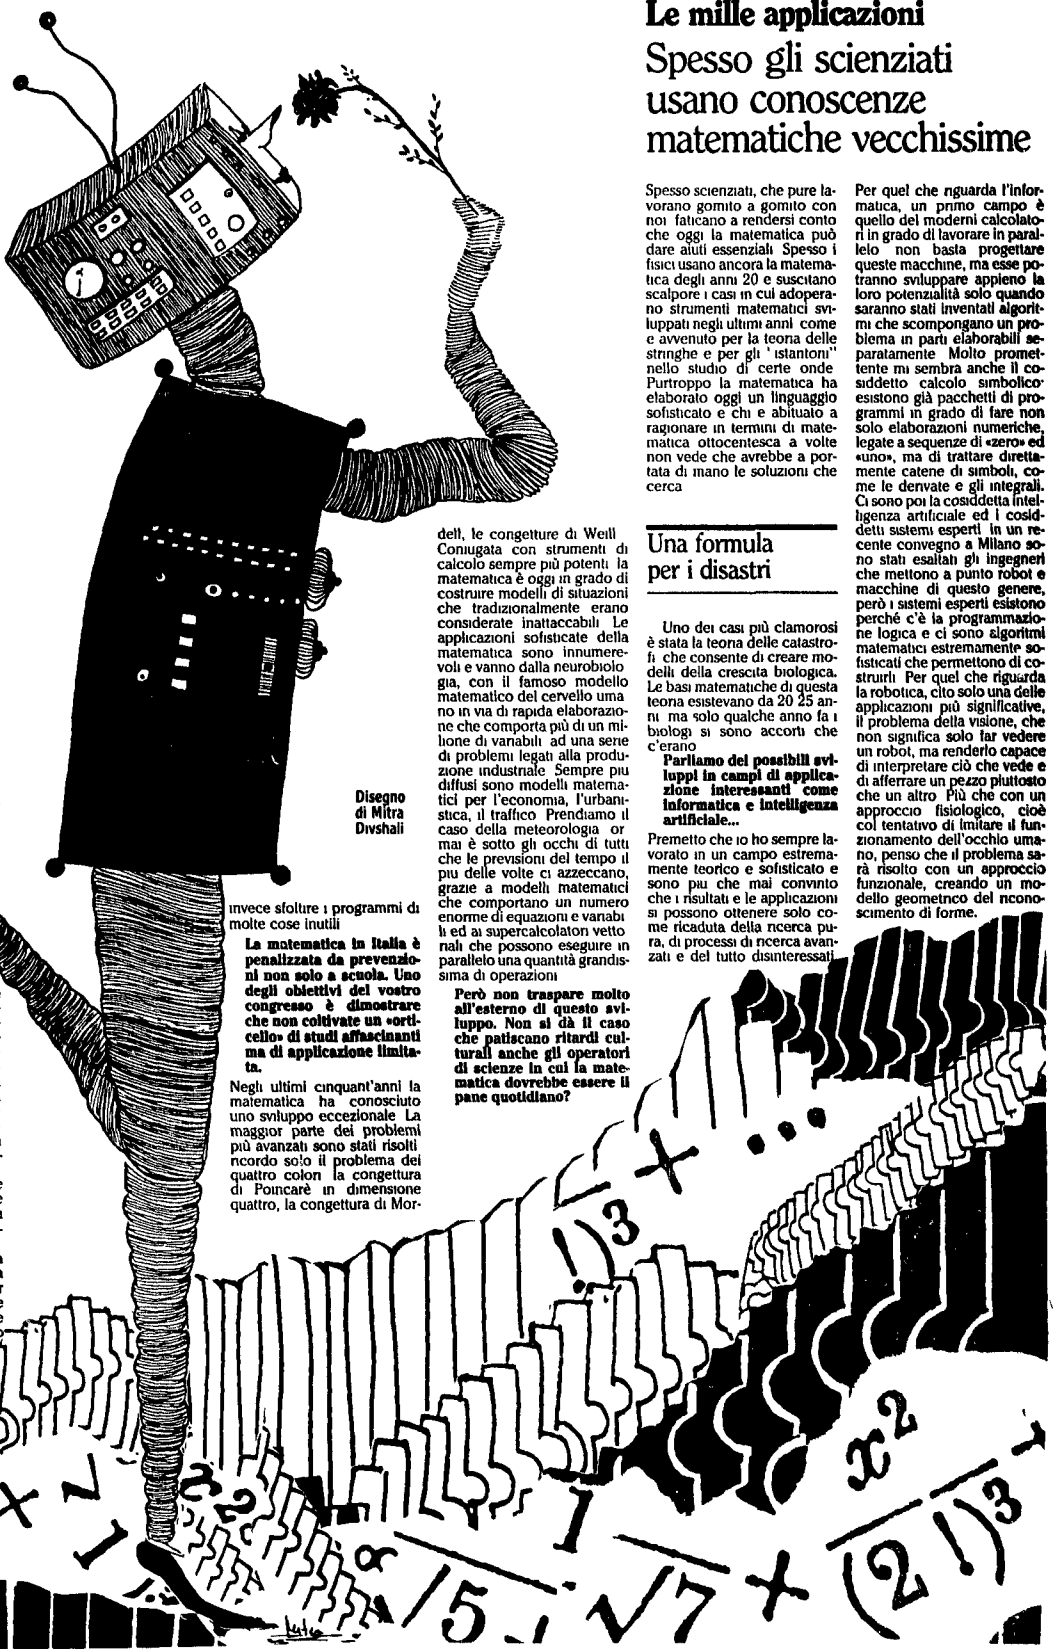 Le mille applicazioni
Spesso gli scienziati
usano conoscenze
matematiche vecchissime
Disegno
di Mitra
Divshali
invece sfoltire i programmi di
molte cose inutili
La matematica in Italia è
penalizzata da prevenzio-
ni non solo a scuola. Uno
degli obiettivi del vostro
congresso è dimostrare
che non coltivate un «orti-
cello» di studi affascinanti
ma di applicazione limita-
ta.
Negli ultimi cinquant'anni la
matematica ha conosciuto
uno sviluppo eccezionale La
maggior parte dei problemi
più avanzati sono stati risolti
ricordo solo il problema dei
quattro colori la congettura
di Poincarè in dimensione
quattro, la congettura di Mor-
dell, le congetture di Weill
Coniugata con strumenti di
calcolo sempre più potenti la
matematica è oggi in grado di
costruire modelli di situazioni
che tradizionalmente erano
considerate inattaccabili Le
applicazioni sofisticate della
matematica sono innumere-
voli e vanno dalla neurobiolo
gia, con il famoso modello
matematico del cervello uma
no in via di rapida elaborazio-
ne che comporta più di un mi-
lione di variabili ad una serie
di problemi legati alla produ-
zione industriale Sempre più
diffusi sono modelli matema-
tici per l'economia, l'urbani-
stica, il traffico Prendiamo il
caso della meteorologia or
mai è sotto gli occhi di tutti
che le previsioni del tempo il
più delle volte ci azzeccano,
grazie a modelli matematici
che comportano un numero
enorme di equazioni e variabi
li ed ai supercalcolatori vetto
riali che possono eseguire in
parallelo una quantità grandis-
sima di operazioni
Però non traspare molto
all'esterno di questo svi-
luppo. Non si dà il caso
che patiscano ritardi cul-
turali anche gli operatori
di scienze in cui la mate-
matica dovrebbe essere il
pane quotidiano?
Spesso scienziati, che pure la-
vorano gomito a gomito con
noi faticano a rendersi conto
che oggi la matematica può
dare aiuti essenziali Spesso i
fisici usano ancora la matema-
tica degli anni 20 e suscitano
scalpore i casi in cui adopera-
no strumenti matematici svi-
luppati negli ultimi anni come
e avvenuto per la teoria delle
stringhe e per gli "istantoni"
nello studio di certe onde
Purtroppo la matematica ha
elaborato oggi un linguaggio
sofisticato e chi e abituato a
ragionare in termini di mate-
matica ottocentesca a volte
non vede che avrebbe a por-
tata di mano le soluzioni che
cerca
Una formula
per i disastri
Uno dei casi più clamorosi
è stata la teoria delle catastro-
fi che consente di creare mo-
delli della crescita biologica.
Le basi matematiche di questa
teoria esistevano da 20 25 an-
ni ma solo qualche anno fa i
biologi si sono accorti che
c'erano
Parliamo dei possibili svi-
luppi in campi di applica-
zione interessanti come
informatica e intelligenza
artificiale...
Premetto che io ho sempre la-
vorato in un campo estrema-
mente teorico e sofisticato e
sono più che mai convinto
che i risultati e le applicazioni
si possono ottenere solo co-
me ricaduta della ricerca pu-
ra, di processi di ricerca avan-
zati e del tutto disinteressati
Per quel che riguarda l'infor-
matica, un primo campo è
quello dei moderni calcolato-
ri in grado di lavorare in paral-
lelo non basta progettare
queste macchine, ma esse po-
tranno sviluppare appieno la
loro potenzialità solo quando
saranno stati inventati algorit-
mi che scompongano un pro-
blema in parti elaborabili se-
paratamente Molto promet-
tente mi sembra anche il co-
siddetto calcolo simbolico
esistono già pacchetti di pro-
grammi in grado di fare non
solo elaborazioni numeriche,
legate a sequenze di «zero» ed
«uno», ma di trattare diretta-
mente catene di simboli, co-
me le derivate e gli integrali.
Ci sono poi la cosiddetta intel-
ligenza artificiale ed i cosid-
detti sistemi esperti in un re-
cente convegno a Milano so-
no stati esaltati gli ingegneri
che mettono a punto robot e
macchine di questo genere,
però i sistemi esperti esistono
perché c'è la programmazio-
ne logica e ci sono algoritmi
matematici estremamente so-
fisticati che permettono di co-
struirli Per quel che riguarda
la robotica, cito solo una delle
applicazioni più significative,
il problema della visione, che
non significa solo far vedere
un robot, ma renderlo capace
di interpretare ciò che vede e
di afferrare un pezzo piuttosto
che un altro Più che con un
approccio fisiologico, cioè
col tentativo di imitare il fun-
zionamento dell'occhio uma-
no, penso che il problema sa-
rà risolto con un approccio
funzionale, creando un mo-
dello geometrico del ricono-
scimento di forme.
+ ...
!)3
x2
1
∝ √5 √7 + x2 (2!)3